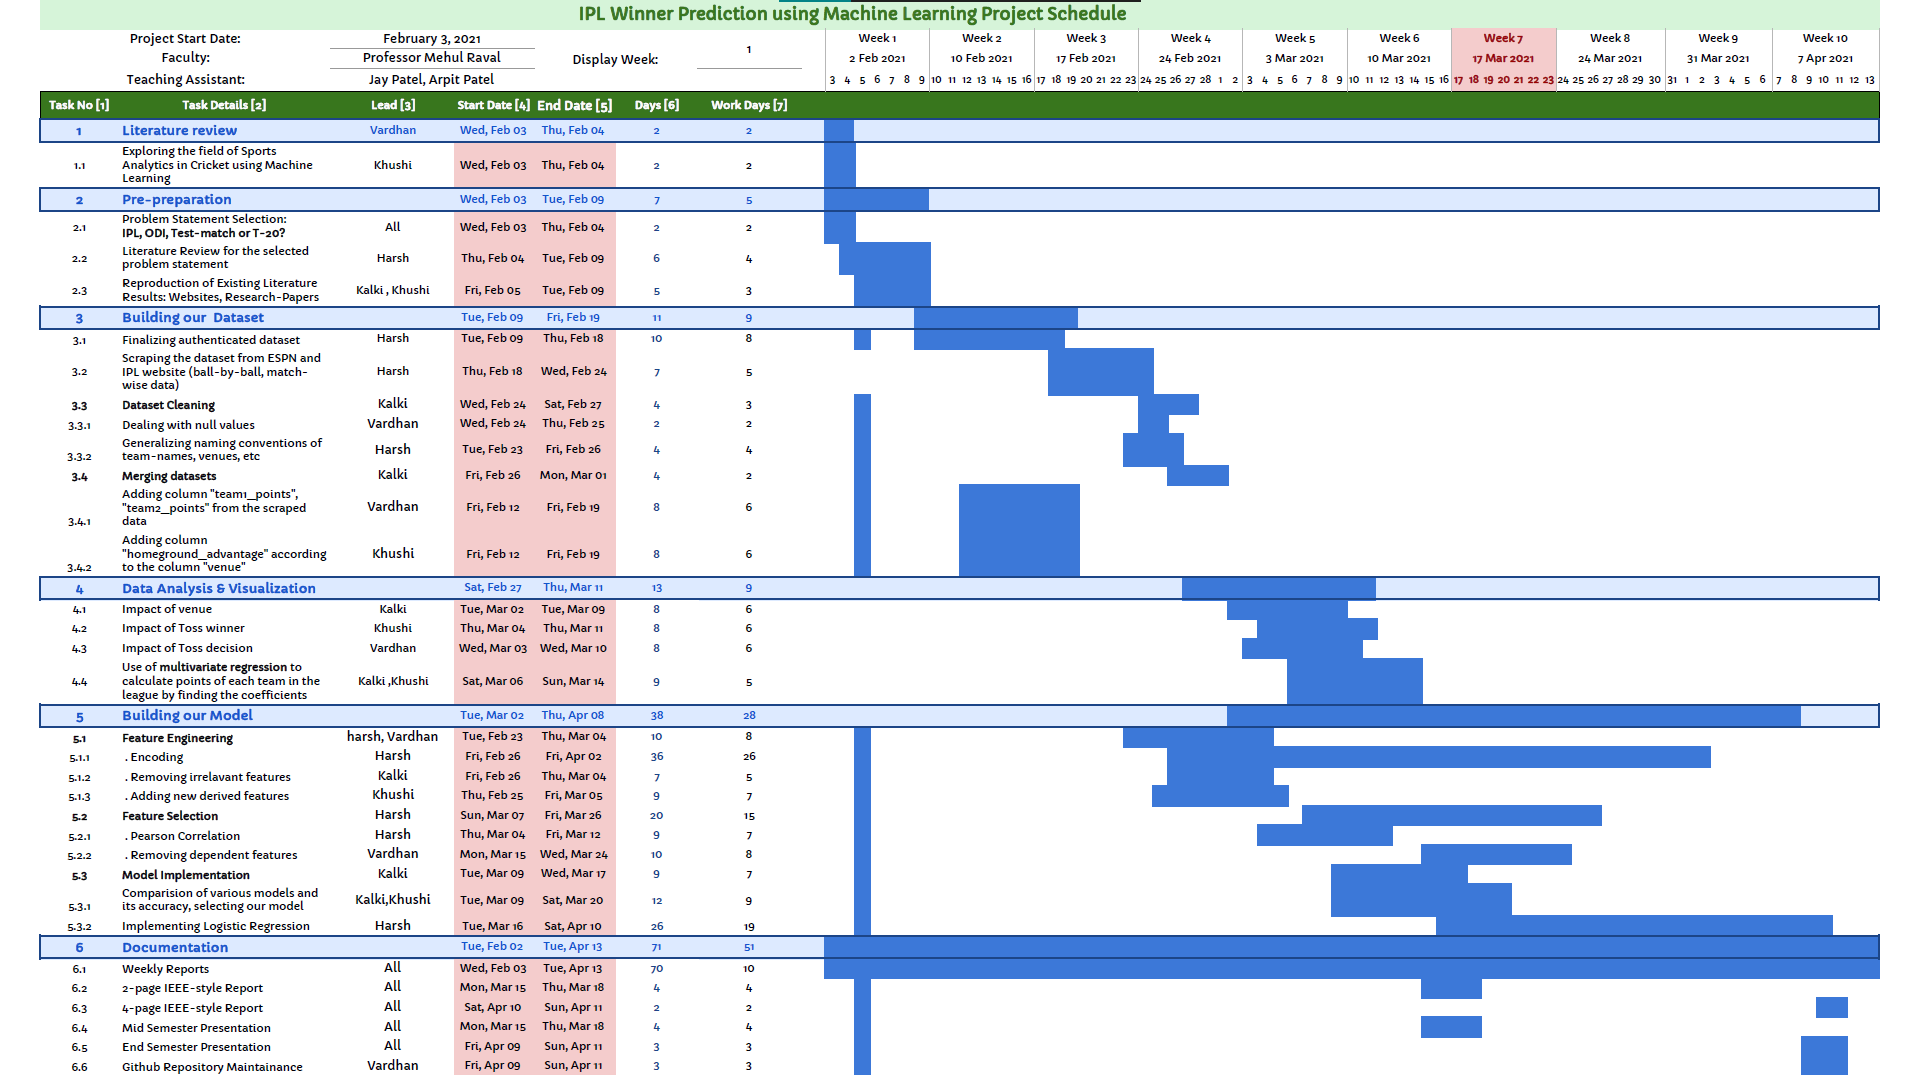 IPL Winner Prediction using Machine Learning Project Schedule
Project Start Date: February 3, 2021
Faculty: Professor Mehul Raval
Teaching Assistant: Jay Patel, Arpit Patel
Display Week: 1
Week 1 Week 2 Week 3 Week 4 Week 5 Week 6 Week 7 Week 8 Week 9 Week 10
2 Feb 2021 10 Feb 2021 17 Feb 2021 24 Feb 2021 3 Mar 2021 10 Mar 2021 17 Mar 2021 24 Mar 2021 31 Mar 2021 7 Apr 2021
3 4 5 6 7 8 9 10 11 12 13 14 15 16 17 18 19 20 21 22 23 24 25 26 27 28 1 2 3 4 5 6 7 8 9 10 11 12 13 14 15 16 17 18 19 20 21 22 23 24 25 26 27 28 29 30 31 1 2 3 4 5 6 7 8 9 10 11 12 13
Task No [1] Task Details [2] Lead [3] Start Date [4] End Date [5] Days [6] Work Days [7]
1 Literature review Vardhan Wed, Feb 03 Thu, Feb 04 2 2
Exploring the field of Sports
1.1 Analytics in Cricket using Machine Khushi Wed, Feb 03 Thu, Feb 04 2 2
Learning
2 Pre-preparation Wed, Feb 03 Tue, Feb 09 7 5
Problem Statement Selection:
2.1 IPL, ODI, Test-match or T-20? All Wed, Feb 03 Thu, Feb 04 2 2
2.2 Literature Review for the selected Harsh Thu, Feb 04 Tue, Feb 09 6 4
problem statement
2.3 Reproduction of Existing Literature Kalki , Khushi Fri, Feb 05 Tue, Feb 09 5 3
Results: Websites, Research-Papers
3 Building our  Dataset Tue, Feb 09 Fri, Feb 19 11 9
3.1 Finalizing authenticated dataset Harsh Tue, Feb 09 Thu, Feb 18 10 8
Scraping the dataset from ESPN and
3.2 IPL website (ball-by-ball, match- Harsh Thu, Feb 18 Wed, Feb 24 7 5
wise data)
3.3 Dataset Cleaning Kalki Wed, Feb 24 Sat, Feb 27 4 3
3.3.1 Dealing with null values Vardhan Wed, Feb 24 Thu, Feb 25 2 2
Generalizing naming conventions of
3.3.2 team-names, venues, etc Harsh Tue, Feb 23 Fri, Feb 26 4 4
3.4 Merging datasets Kalki Fri, Feb 26 Mon, Mar 01 4 2
Adding column "team1_points",
"team2_points" from the scraped Vardhan Fri, Feb 12 Fri, Feb 19 8 6
3.4.1 data
Adding column
"homeground_advantage" according Khushi Fri, Feb 12 Fri, Feb 19 8 6
3.4.2 to the column "venue"
4 Data Analysis & Visualization Sat, Feb 27 Thu, Mar 11 13 9
4.1 Impact of venue Kalki Tue, Mar 02 Tue, Mar 09 8 6
4.2 Impact of Toss winner Khushi Thu, Mar 04 Thu, Mar 11 8 6
4.3 Impact of Toss decision Vardhan Wed, Mar 03 Wed, Mar 10 8 6
Use of multivariate regression to
4.4 calculate points of each team in the Kalki ,Khushi Sat, Mar 06 Sun, Mar 14 9 5
league by finding the coefficients
5 Building our Model Tue, Mar 02 Thu, Apr 08 38 28
5.1 Feature Engineering harsh, Vardhan Tue, Feb 23 Thu, Mar 04 10 8
5.1.1 . Encoding Harsh Fri, Feb 26 Fri, Apr 02 36 26
5.1.2 . Removing irrelavant features Kalki Fri, Feb 26 Thu, Mar 04 7 5
5.1.3 . Adding new derived features Khushi Thu, Feb 25 Fri, Mar 05 9 7
5.2 Feature Selection Harsh Sun, Mar 07 Fri, Mar 26 20 15
5.2.1 . Pearson Correlation Harsh Thu, Mar 04 Fri, Mar 12 9 7
5.2.2 . Removing dependent features Vardhan Mon, Mar 15 Wed, Mar 24 10 8
5.3 Model Implementation Kalki Tue, Mar 09 Wed, Mar 17 9 7
Comparision of various models and
5.3.1 its accuracy, selecting our model Kalki,Khushi Tue, Mar 09 Sat, Mar 20 12 9
5.3.2 Implementing Logistic Regression Harsh Tue, Mar 16 Sat, Apr 10 26 19
6 Documentation Tue, Feb 02 Tue, Apr 13 71 51
6.1 Weekly Reports All Wed, Feb 03 Tue, Apr 13 70 10
6.2 2-page IEEE-style Report All Mon, Mar 15 Thu, Mar 18 4 4
6.3 4-page IEEE-style Report All Sat, Apr 10 Sun, Apr 11 2 2
6.4 Mid Semester Presentation All Mon, Mar 15 Thu, Mar 18 4 4
6.5 End Semester Presentation All Fri, Apr 09 Sun, Apr 11 3 3
6.6 Github Repository Maintainance Vardhan Fri, Apr 09 Sun, Apr 11 3 3